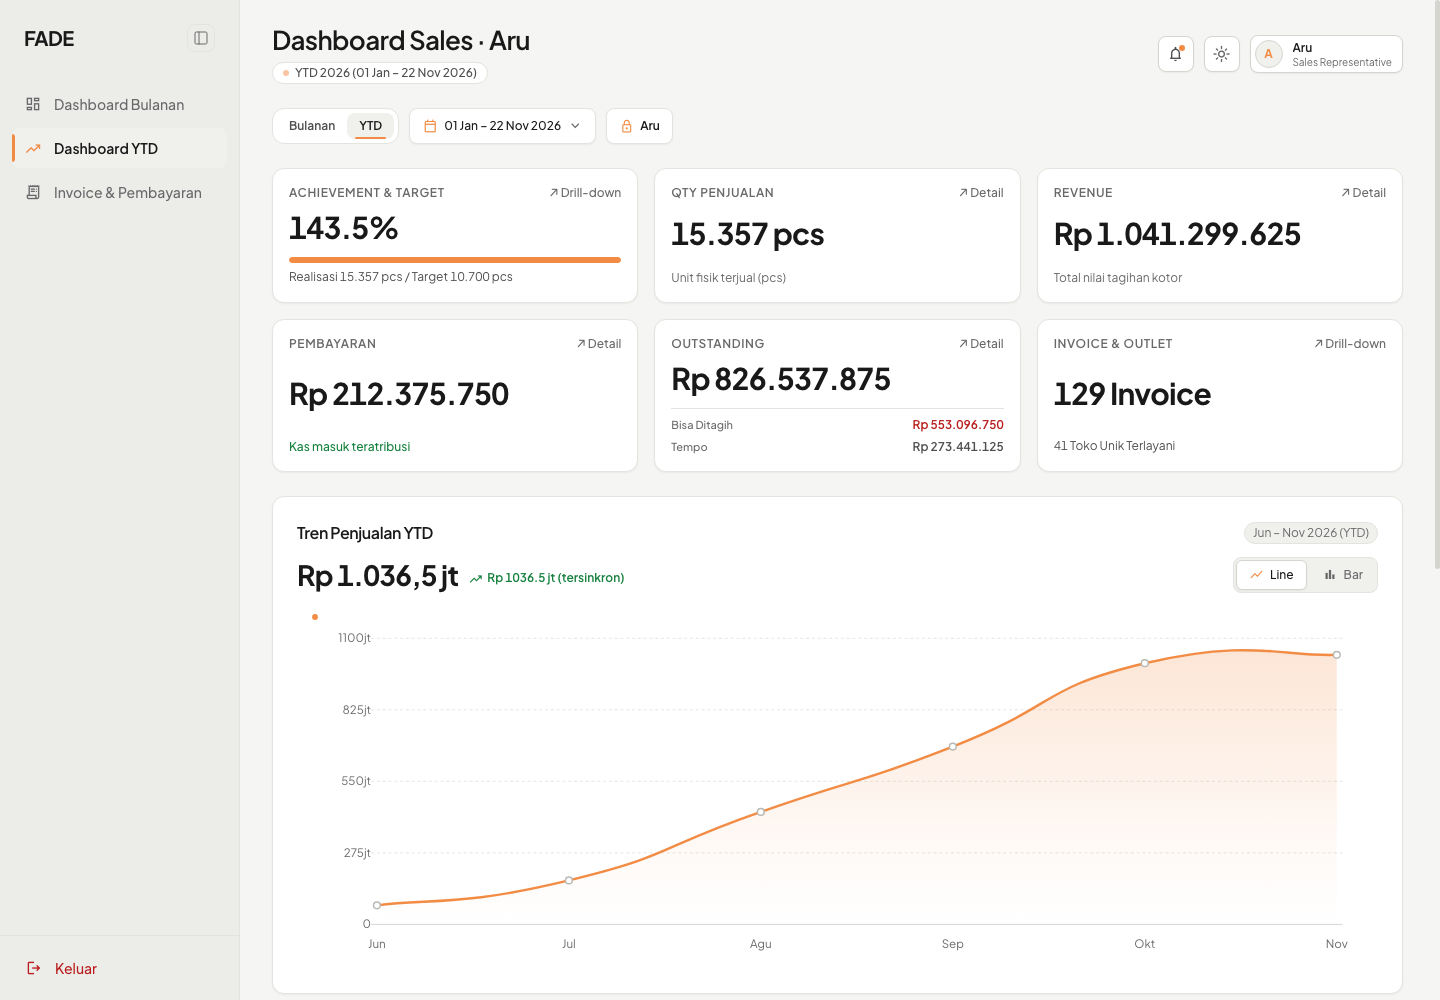 FADE
Dashboard Bulanan
Dashboard YTD
Invoice & Pembayaran
Keluar
Dashboard Sales · Aru
YTD 2026 (01 Jan – 22 Nov 2026)
A
Aru
Sales Representative
Bulanan
YTD
01 Jan – 22 Nov 2026
Aru
ACHIEVEMENT & TARGET
Drill-down
143.5%
Realisasi 15.357 pcs / Target 10.700 pcs
QTY PENJUALAN
Detail
15.357 pcs
Unit fisik terjual (pcs)
REVENUE
Detail
Rp 1.041.299.625
Total nilai tagihan kotor
PEMBAYARAN
Detail
Rp 212.375.750
Kas masuk teratribusi
OUTSTANDING
Detail
Rp 826.537.875
Bisa Ditagih Rp 553.096.750
Tempo Rp 273.441.125
INVOICE & OUTLET
Drill-down
129 Invoice
41 Toko Unik Terlayani
Tren Penjualan YTD
Jun – Nov 2026 (YTD)
Rp 1.036,5 jt
Rp 1036.5 jt (tersinkron)
Line
Bar
1100jt
825jt
550jt
275jt
0
Jun Jul Agu Sep Okt Nov